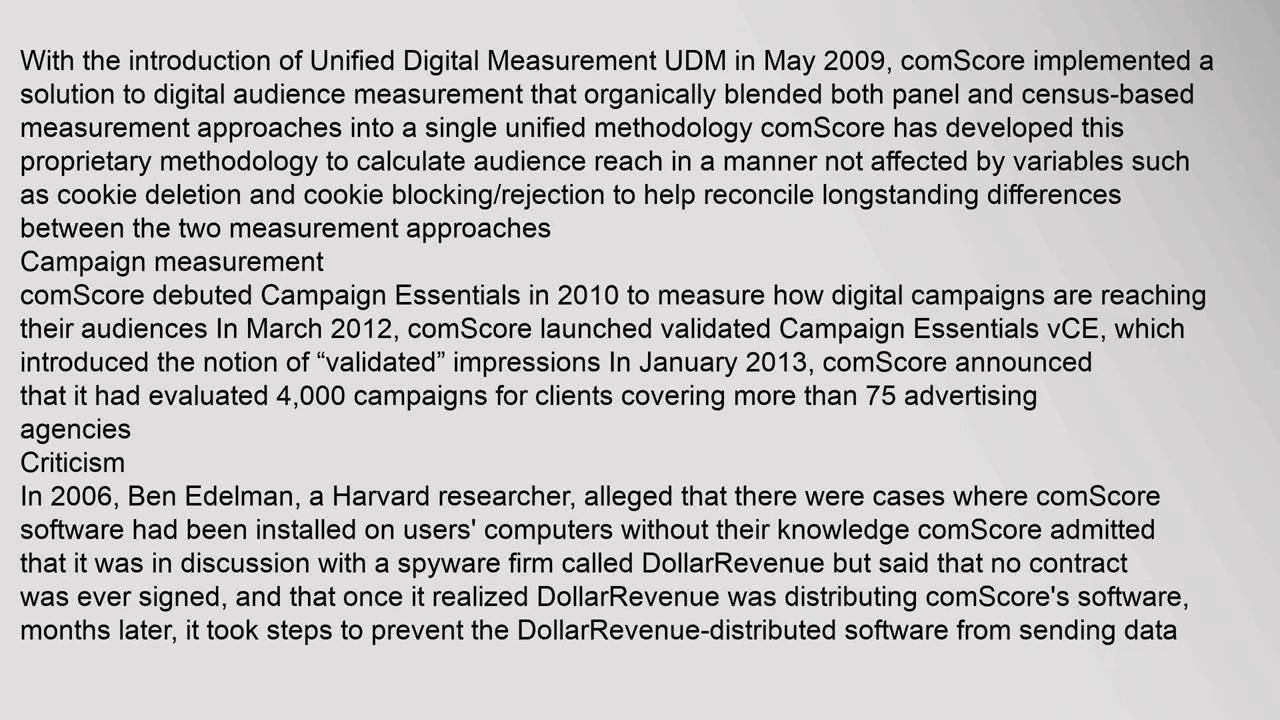 With the introduction of Unified Digital Measurement UDM in May 2009, comScore implemented a
solution to digital audience measurement that organically blended both panel and census-based
measurement approaches into a single unified methodology comScore has developed this
proprietary methodology to calculate audience reach in a manner not affected by variables such
as cookie deletion and cookie blocking/rejection to help reconcile longstanding differences
between the two measurement approaches
Campaign measurement
comScore debuted Campaign Essentials in 2010 to measure how digital campaigns are reaching
their audiences In March 2012, comScore launched validated Campaign Essentials vCE, which
introduced the notion of “validated” impressions In January 2013, comScore announced
that it had evaluated 4,000 campaigns for clients covering more than 75 advertising
agencies
Criticism
In 2006, Ben Edelman, a Harvard researcher, alleged that there were cases where comScore
software had been installed on users' computers without their knowledge comScore admitted
that it was in discussion with a spyware firm called DollarRevenue but said that no contract
was ever signed, and that once it realized DollarRevenue was distributing comScore's software,
months later, it took steps to prevent the DollarRevenue-distributed software from sending data